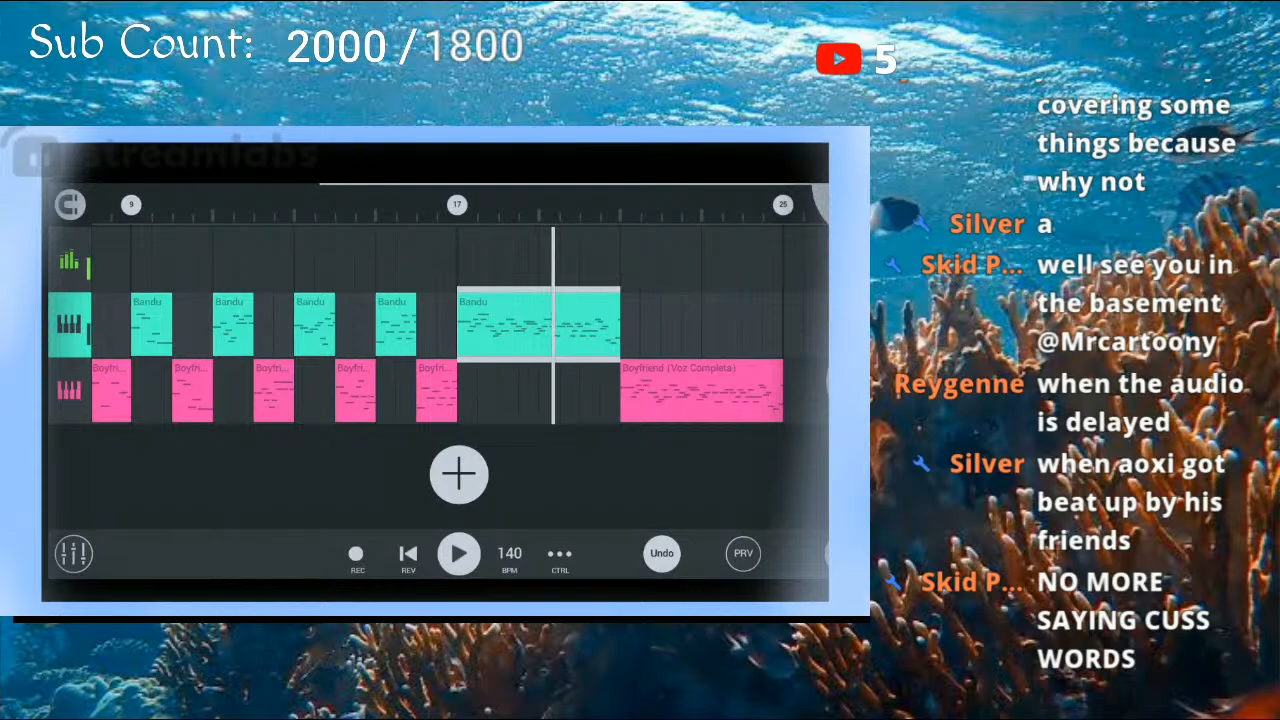 Sub Count: 2000 / 1800
5
streamlabs
9 17 25
Bandu Bandu Bandu Bandu Bandu
Boyfri... Boyfri... Boyfri... Boyfri... Boyfri... Boyfriend (Voz Completa)
140 Undo PRV
REC REV BPM CTRL
covering some
things because
why not
Silver a
Skid P... well see you in
the basement
@Mrcartoony
Reygenne when the audio
is delayed
Silver when aoxi got
beat up by his
friends
Skid P... NO MORE
SAYING CUSS
WORDS